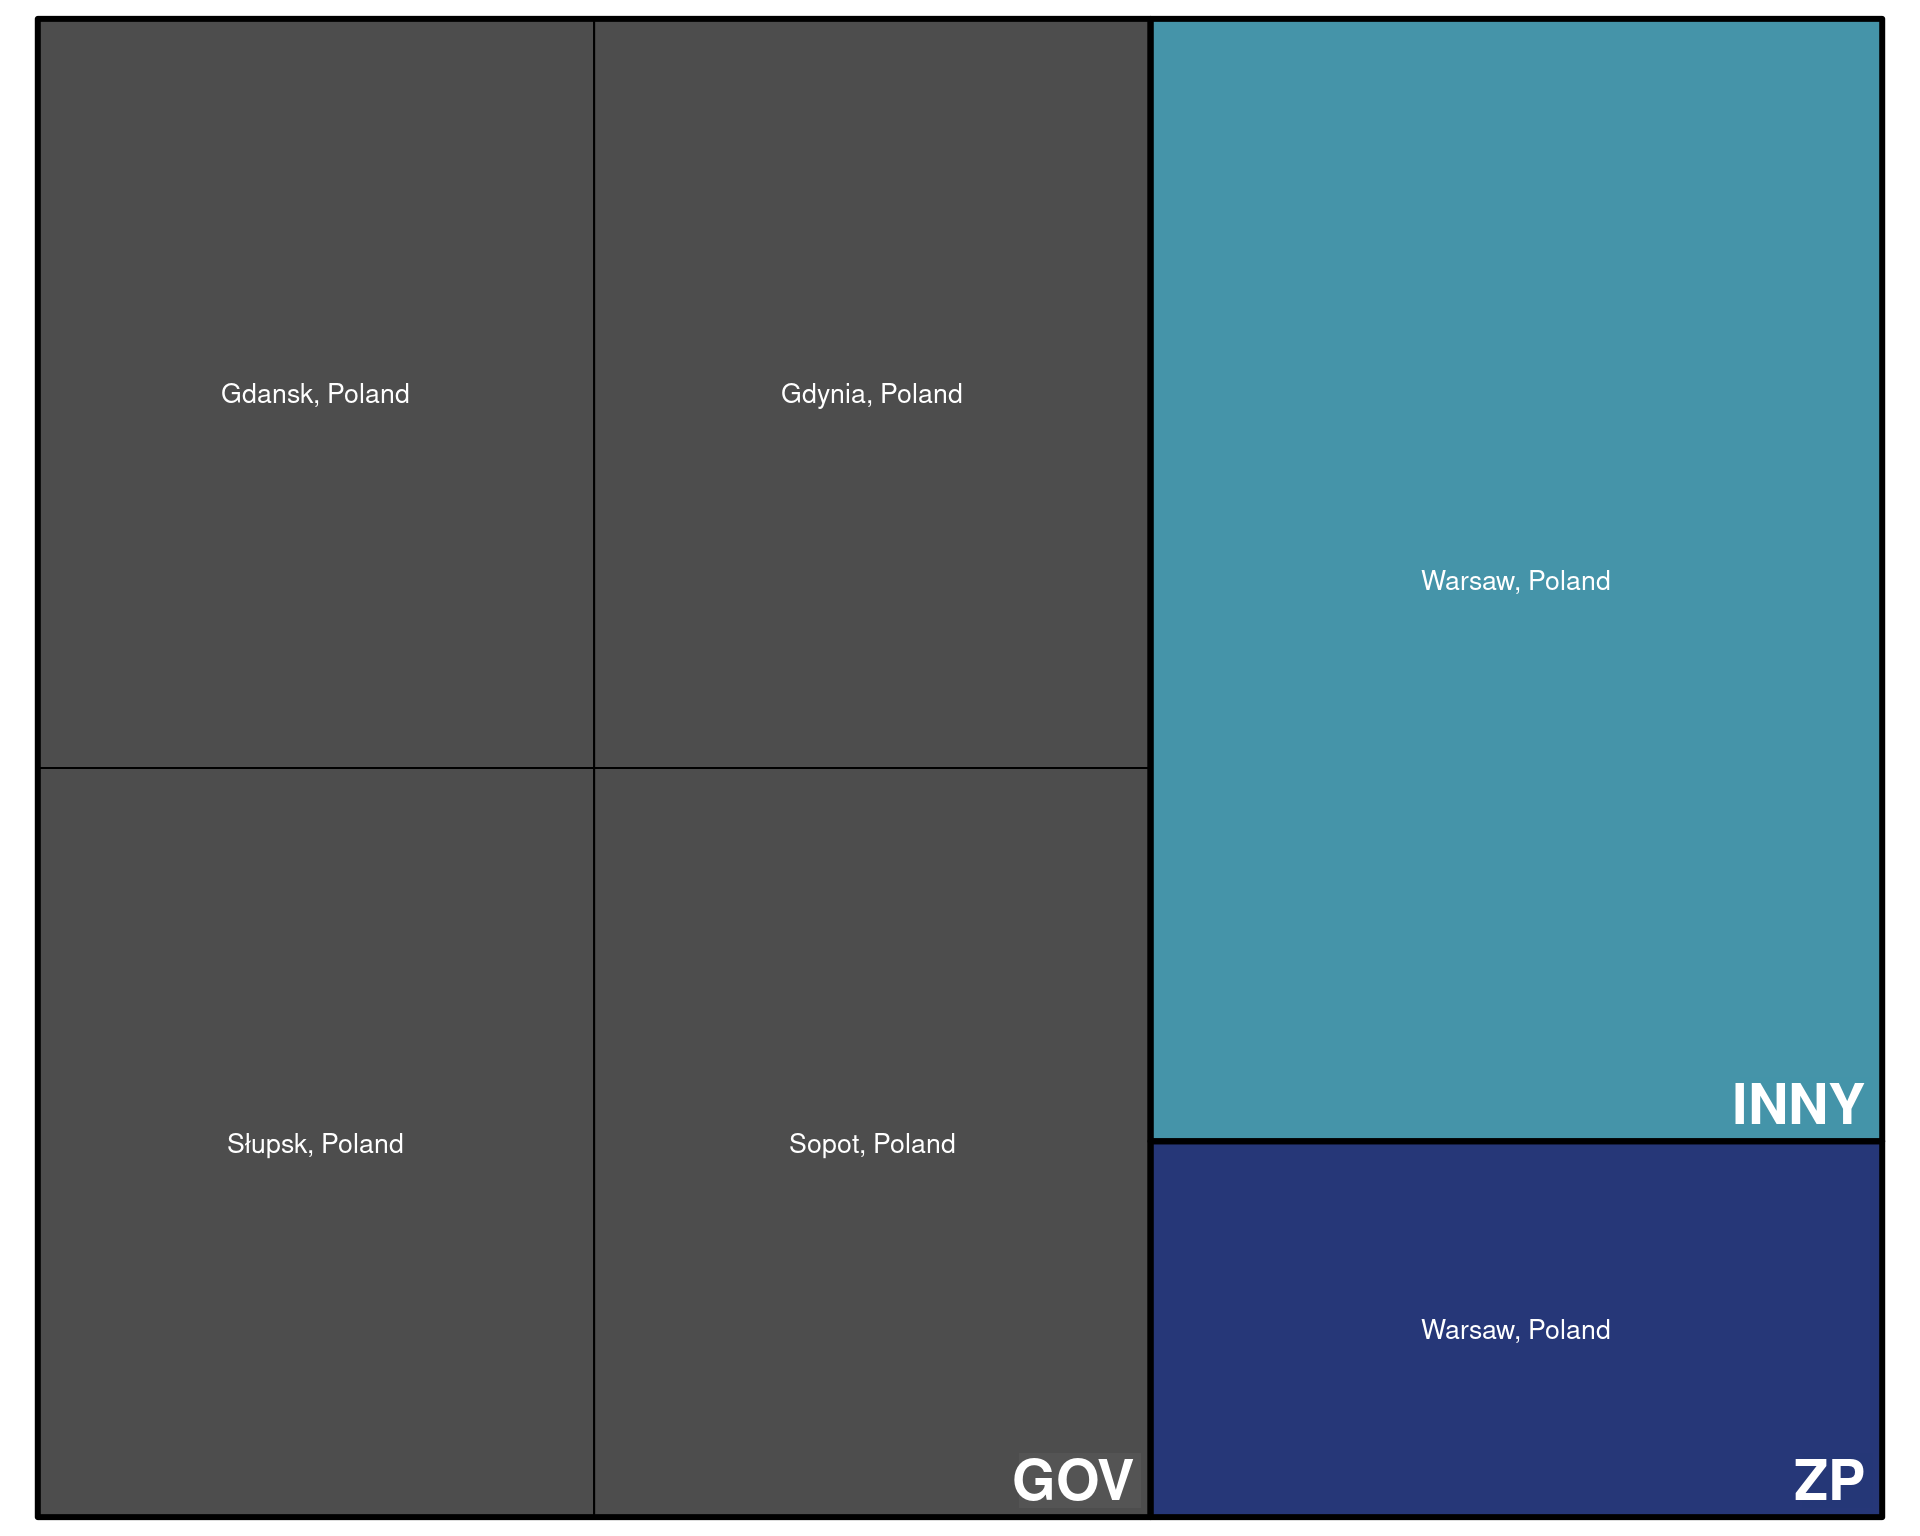 Gdansk, Poland
Gdynia, Poland
Warsaw, Poland
INNY
Słupsk, Poland
Sopot, Poland
GOV
Warsaw, Poland
ZP